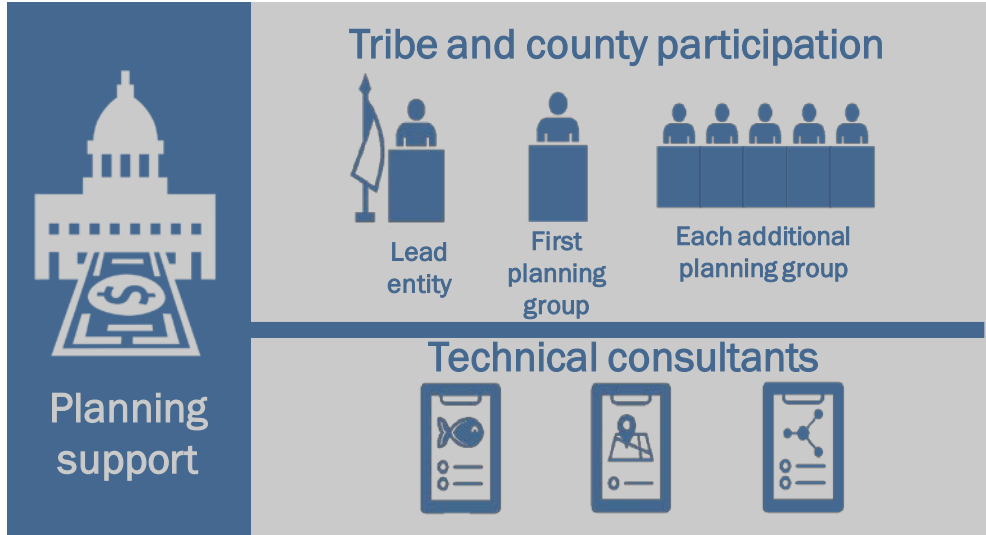 Planning
support
Tribe and county participation
Lead
entity
First
planning
group
Each additional
planning group
Technical consultants